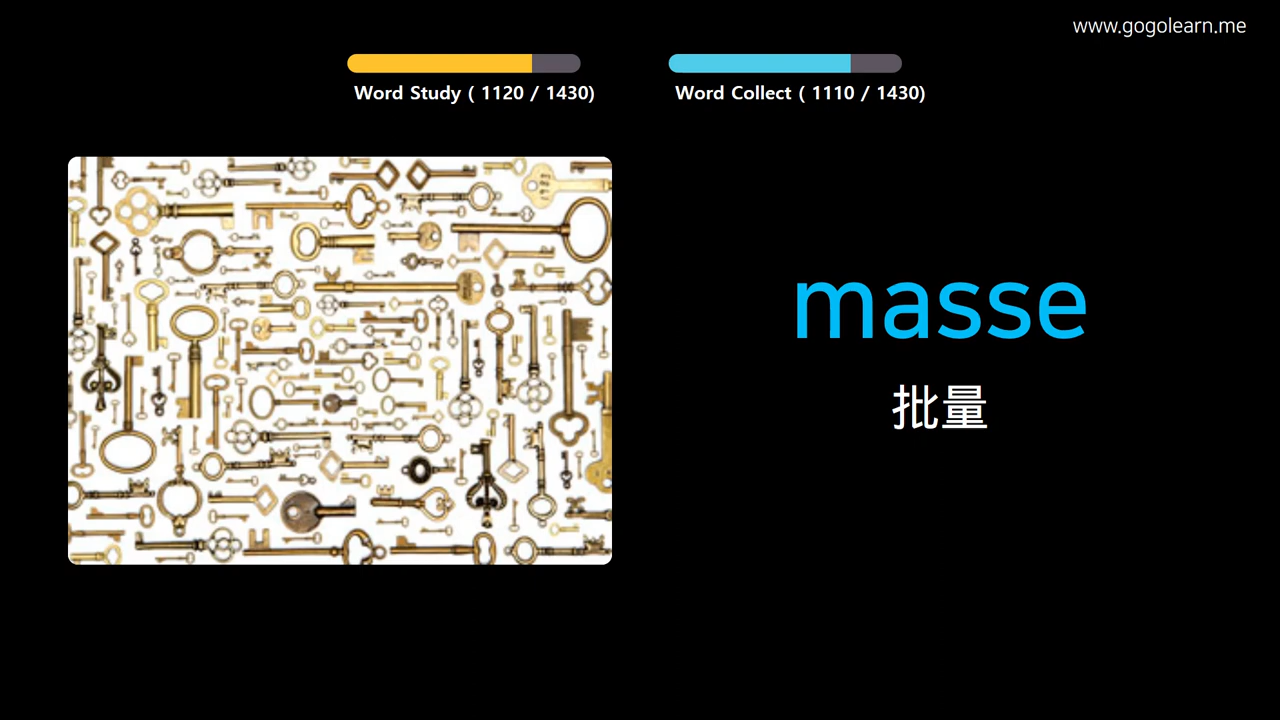 www.gogolearn.me
Word Study ( 1120 / 1430)
Word Collect ( 1110 / 1430)
masse
批量